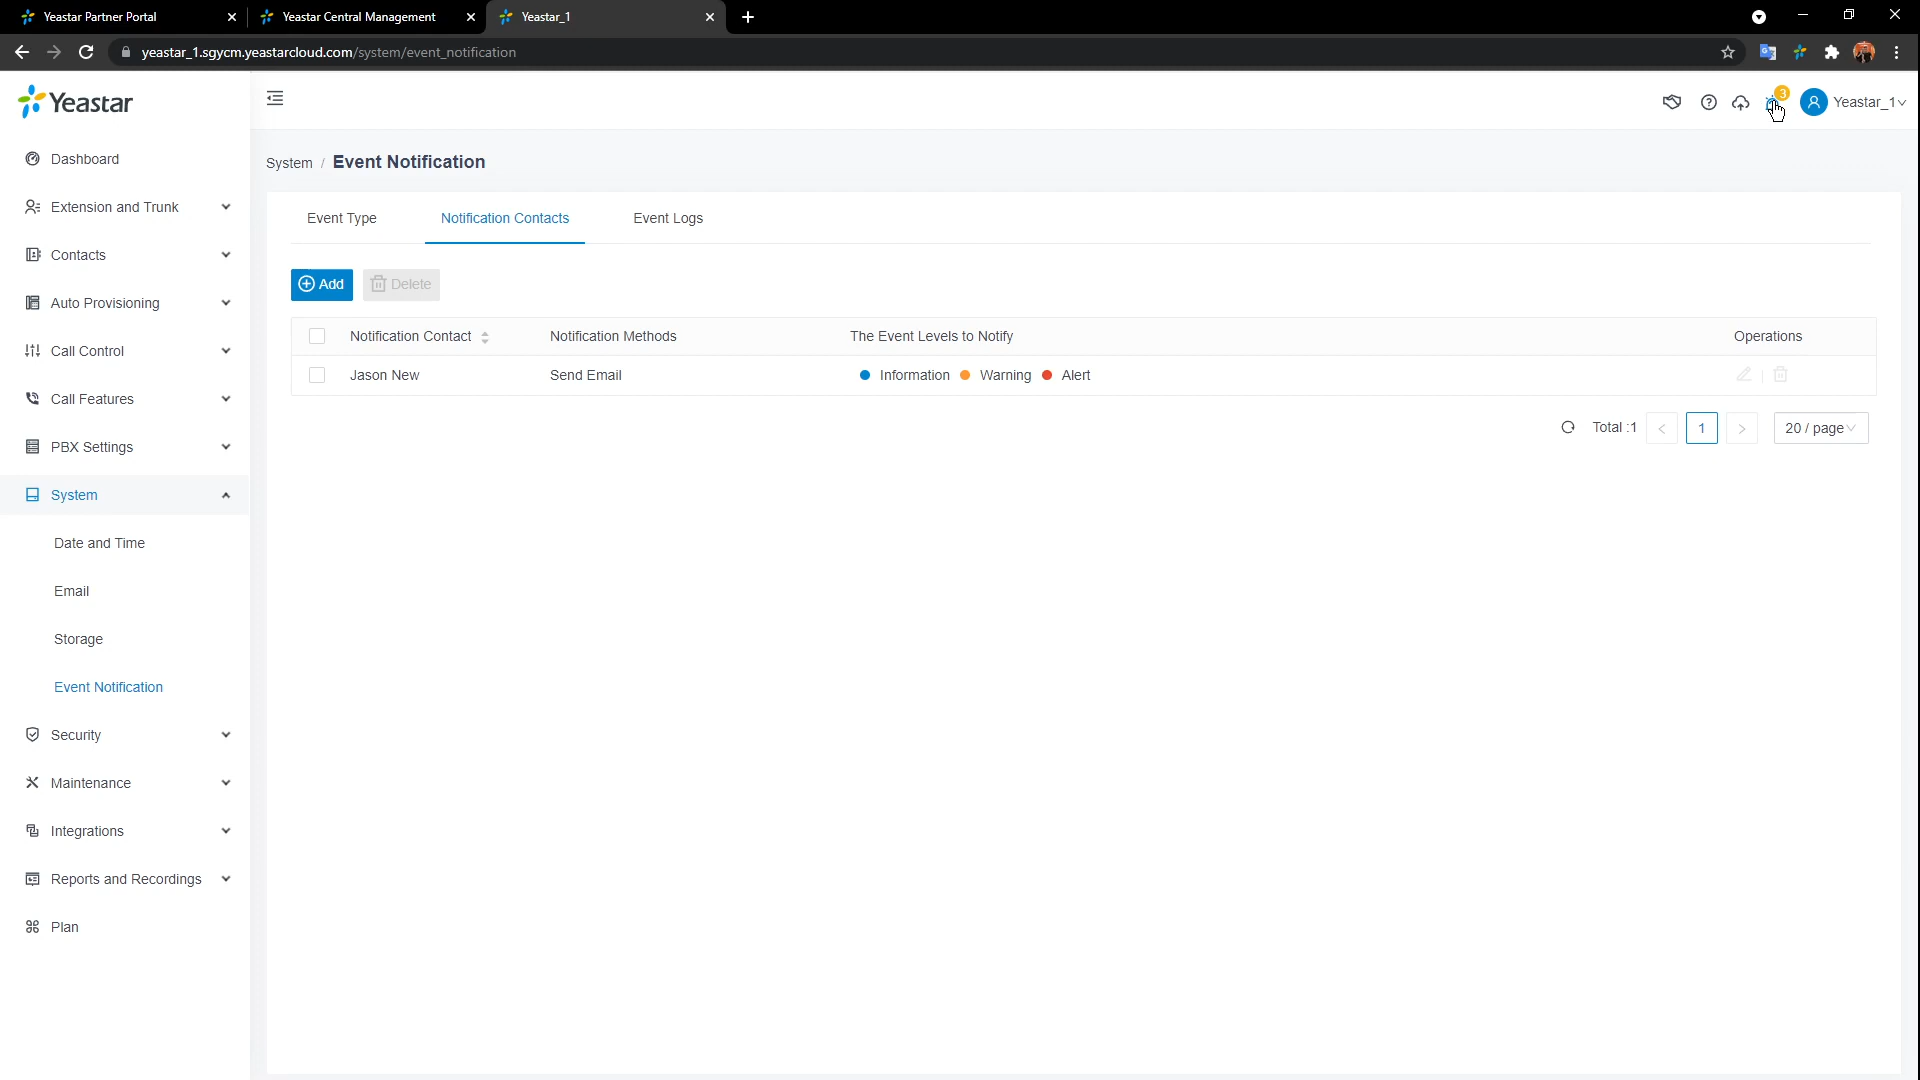 Yeastar Partner Portal
Yeastar Central Management
Yeastar_1
yeastar_1.sgycm.yeastarcloud.com/system/event_notification
Yeastar
3
Yeastar_1
Dashboard
Extension and Trunk
Contacts
Auto Provisioning
Call Control
Call Features
PBX Settings
System
Date and Time
Email
Storage
Event Notification
Security
Maintenance
Integrations
Reports and Recordings
Plan
System / Event Notification
Event Type Notification Contacts Event Logs
Add Delete
Notification Contact Notification Methods The Event Levels to Notify Operations
Jason New Send Email Information Warning Alert
Total :1 < 1 > 20 / page